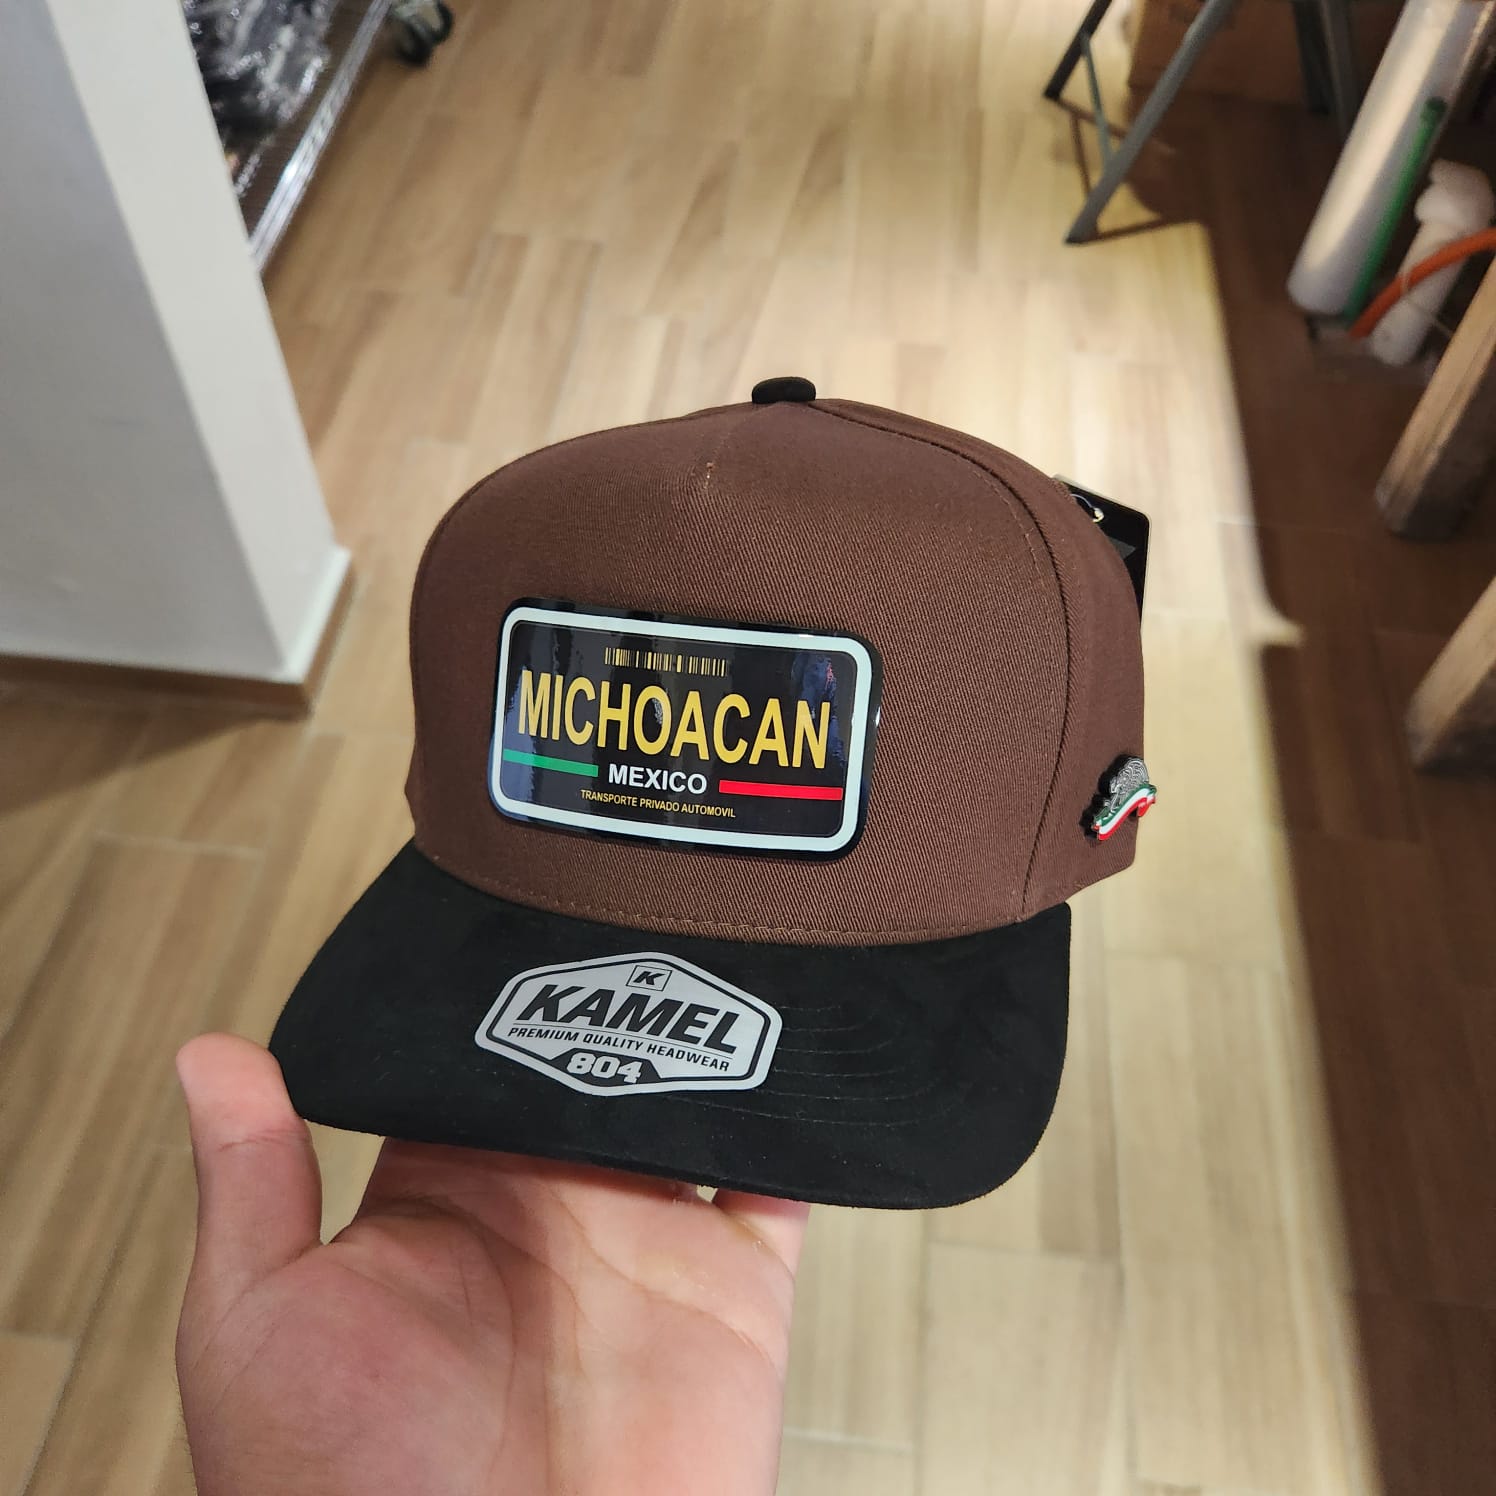 MICHOACAN
MEXICO
TRANSPORTE PRIVADO AUTOMOVIL
K
KAMEL
PREMIUM QUALITY HEADWEAR
804